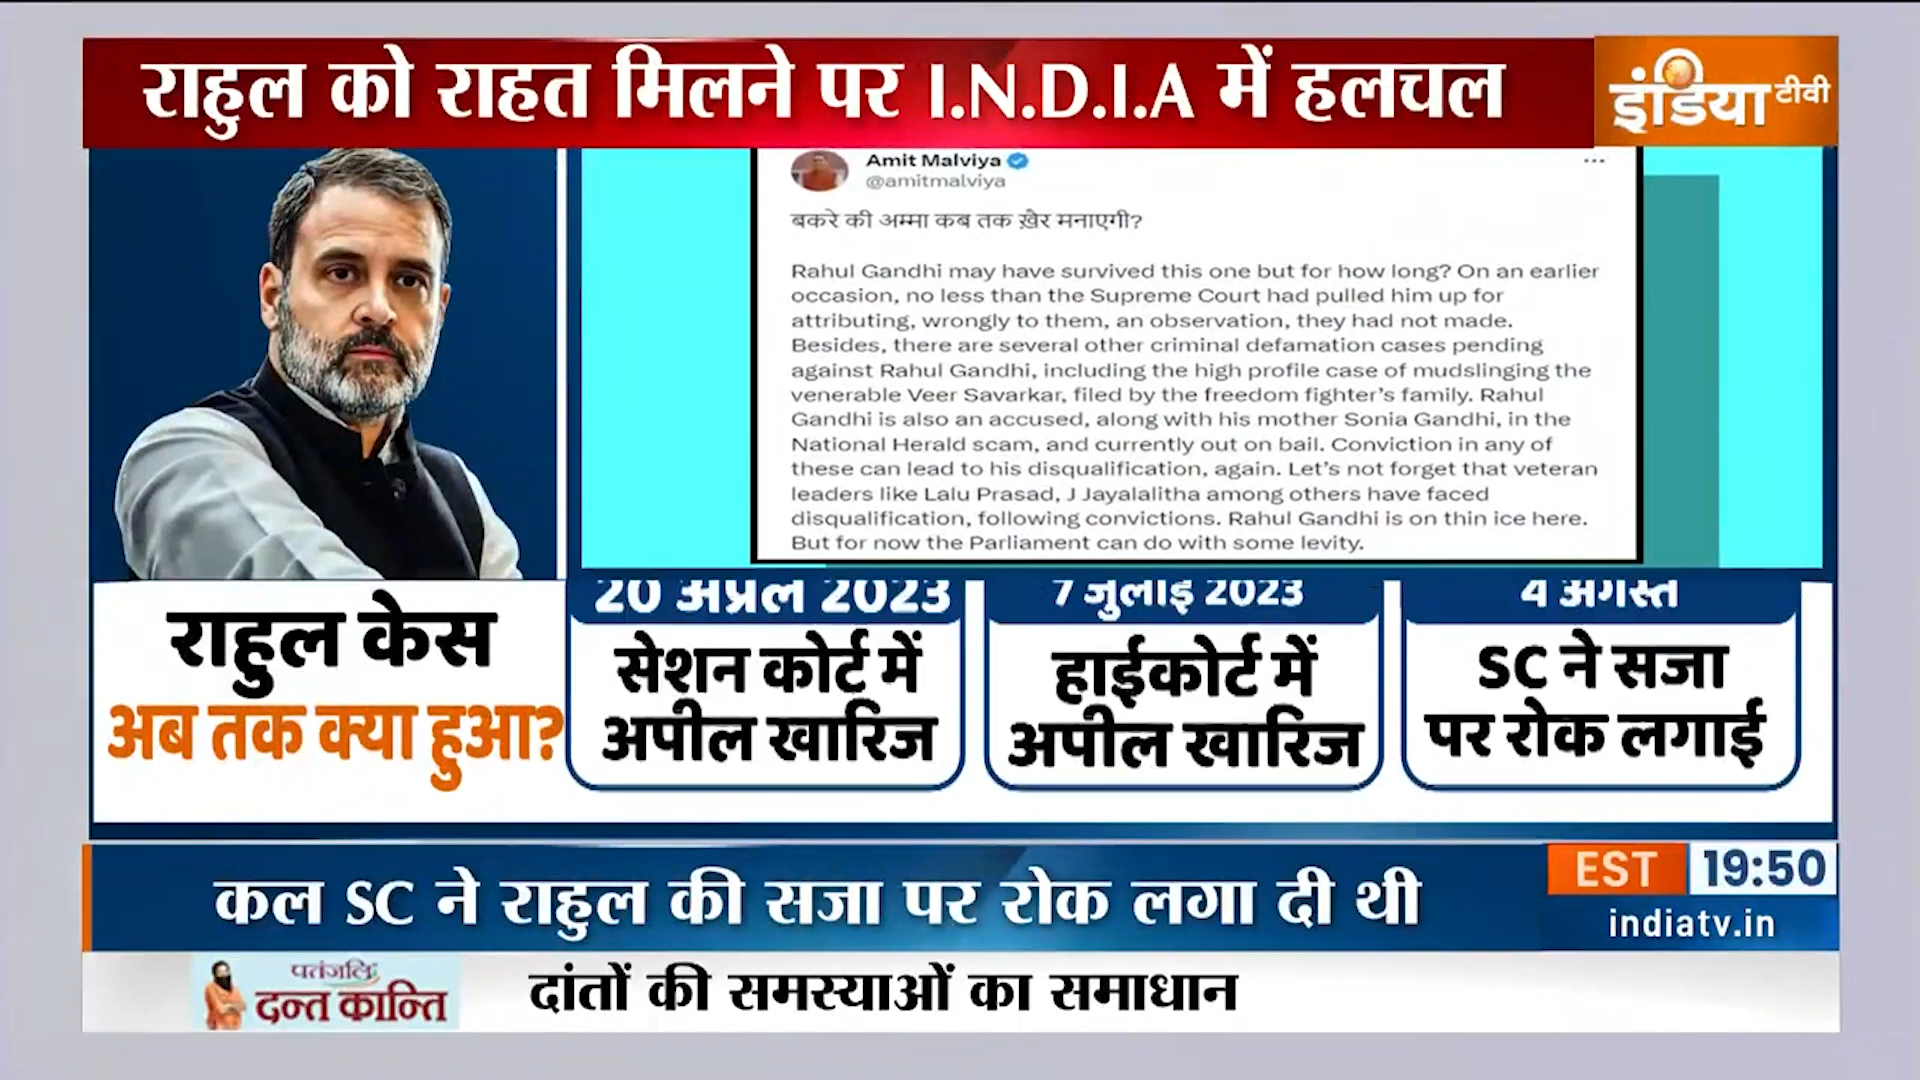 राहुल को राहत मिलने पर I.N.D.I.A में हलचल
इंडिया टीवी
Amit Malviya
@amitmalviya
बकरे की अम्मा कब तक ख़ैर मनाएगी?
Rahul Gandhi may have survived this one but for how long? On an earlier
occasion, no less than the Supreme Court had pulled him up for
attributing, wrongly to them, an observation, they had not made.
Besides, there are several other criminal defamation cases pending
against Rahul Gandhi, including the high profile case of mudslinging the
venerable Veer Savarkar, filed by the freedom fighter's family. Rahul
Gandhi is also an accused, along with his mother Sonia Gandhi, in the
National Herald scam, and currently out on bail. Conviction in any of
these can lead to his disqualification, again. Let's not forget that veteran
leaders like Lalu Prasad, J Jayalalitha among others have faced
disqualification, following convictions. Rahul Gandhi is on thin ice here.
But for now the Parliament can do with some levity.
राहुल केस
अब तक क्या हुआ?
20 अप्रैल 2023
सेशन कोर्ट में
अपील खारिज
7 जुलाई 2023
हाईकोर्ट में
अपील खारिज
4 अगस्त
SC ने सजा
पर रोक लगाई
कल SC ने राहुल की सजा पर रोक लगा दी थी
EST 19:50
indiatv.in
पतंजलि
दन्त कान्ति
दांतों की समस्याओं का समाधान